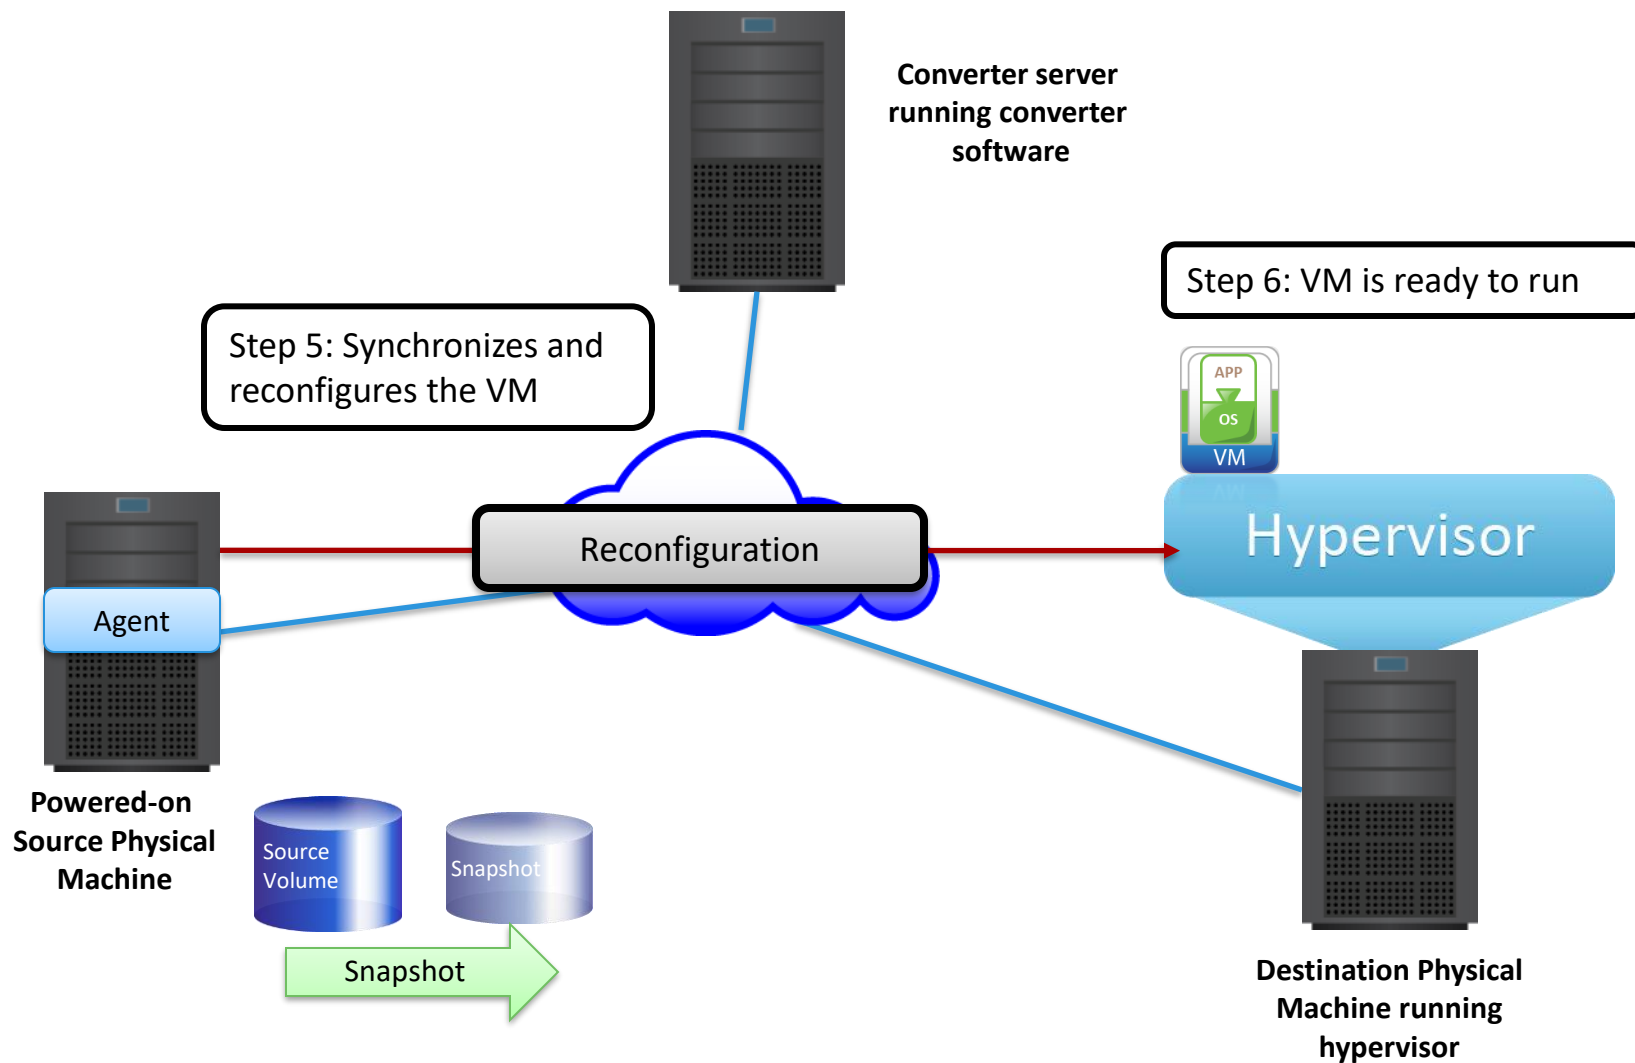 Converter server
running converter
software
Step 6: VM is ready to run
Step 5: Synchronizes and
reconfigures the VM
APP
OS
VM
Reconfiguration
Hypervisor
Agent
Powered-on
Source Physical
Machine
Source
Volume
Snapshot
Snapshot
Destination Physical
Machine running
hypervisor